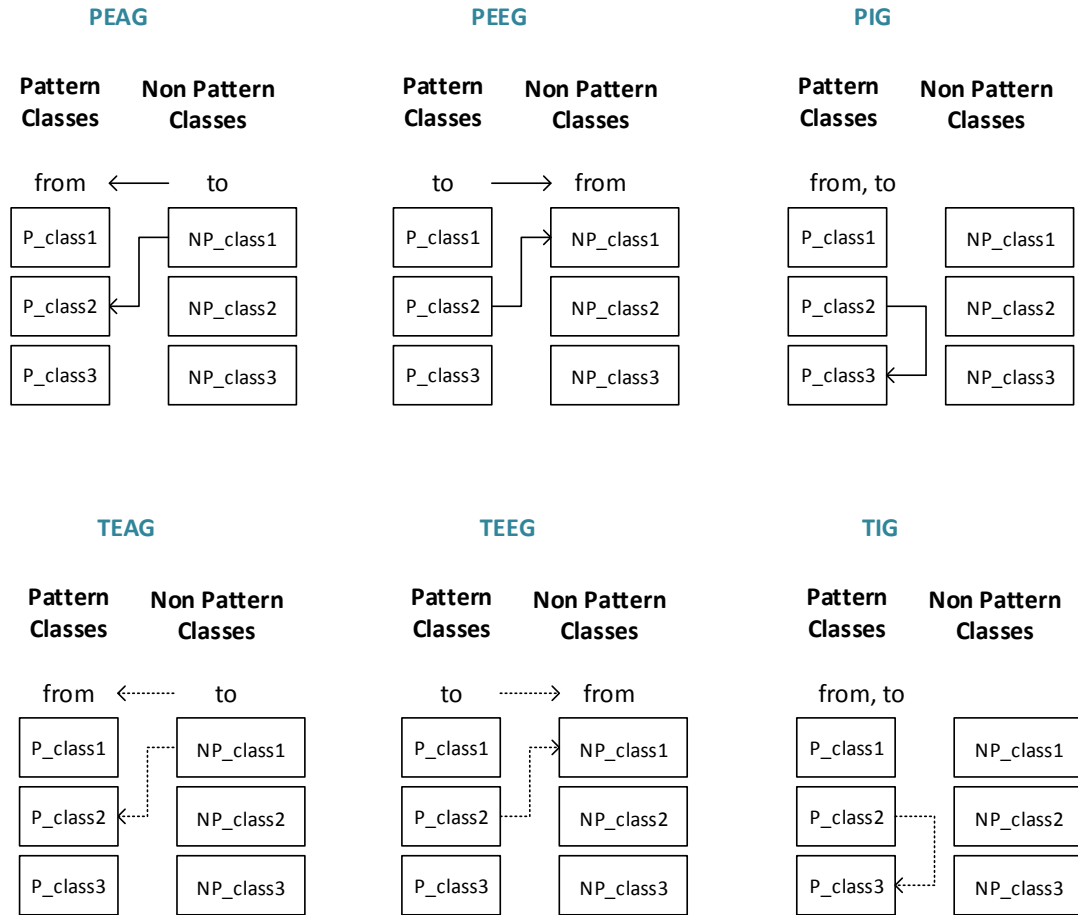 PEAG
Pattern Classes
Non Pattern Classes
from
to
P_class1
NP_class1
P_class2
NP_class2
P_class3
NP_class3
PEEG
Pattern Classes
Non Pattern Classes
to
from
P_class1
NP_class1
P_class2
NP_class2
P_class3
NP_class3
PIG
Pattern Classes
Non Pattern Classes
from, to
P_class1
NP_class1
P_class2
NP_class2
P_class3
NP_class3
TEAG
Pattern Classes
Non Pattern Classes
from
to
P_class1
NP_class1
P_class2
NP_class2
P_class3
NP_class3
TEEG
Pattern Classes
Non Pattern Classes
to
from
P_class1
NP_class1
P_class2
NP_class2
P_class3
NP_class3
TIG
Pattern Classes
Non Pattern Classes
from, to
P_class1
NP_class1
P_class2
NP_class2
P_class3
NP_class3